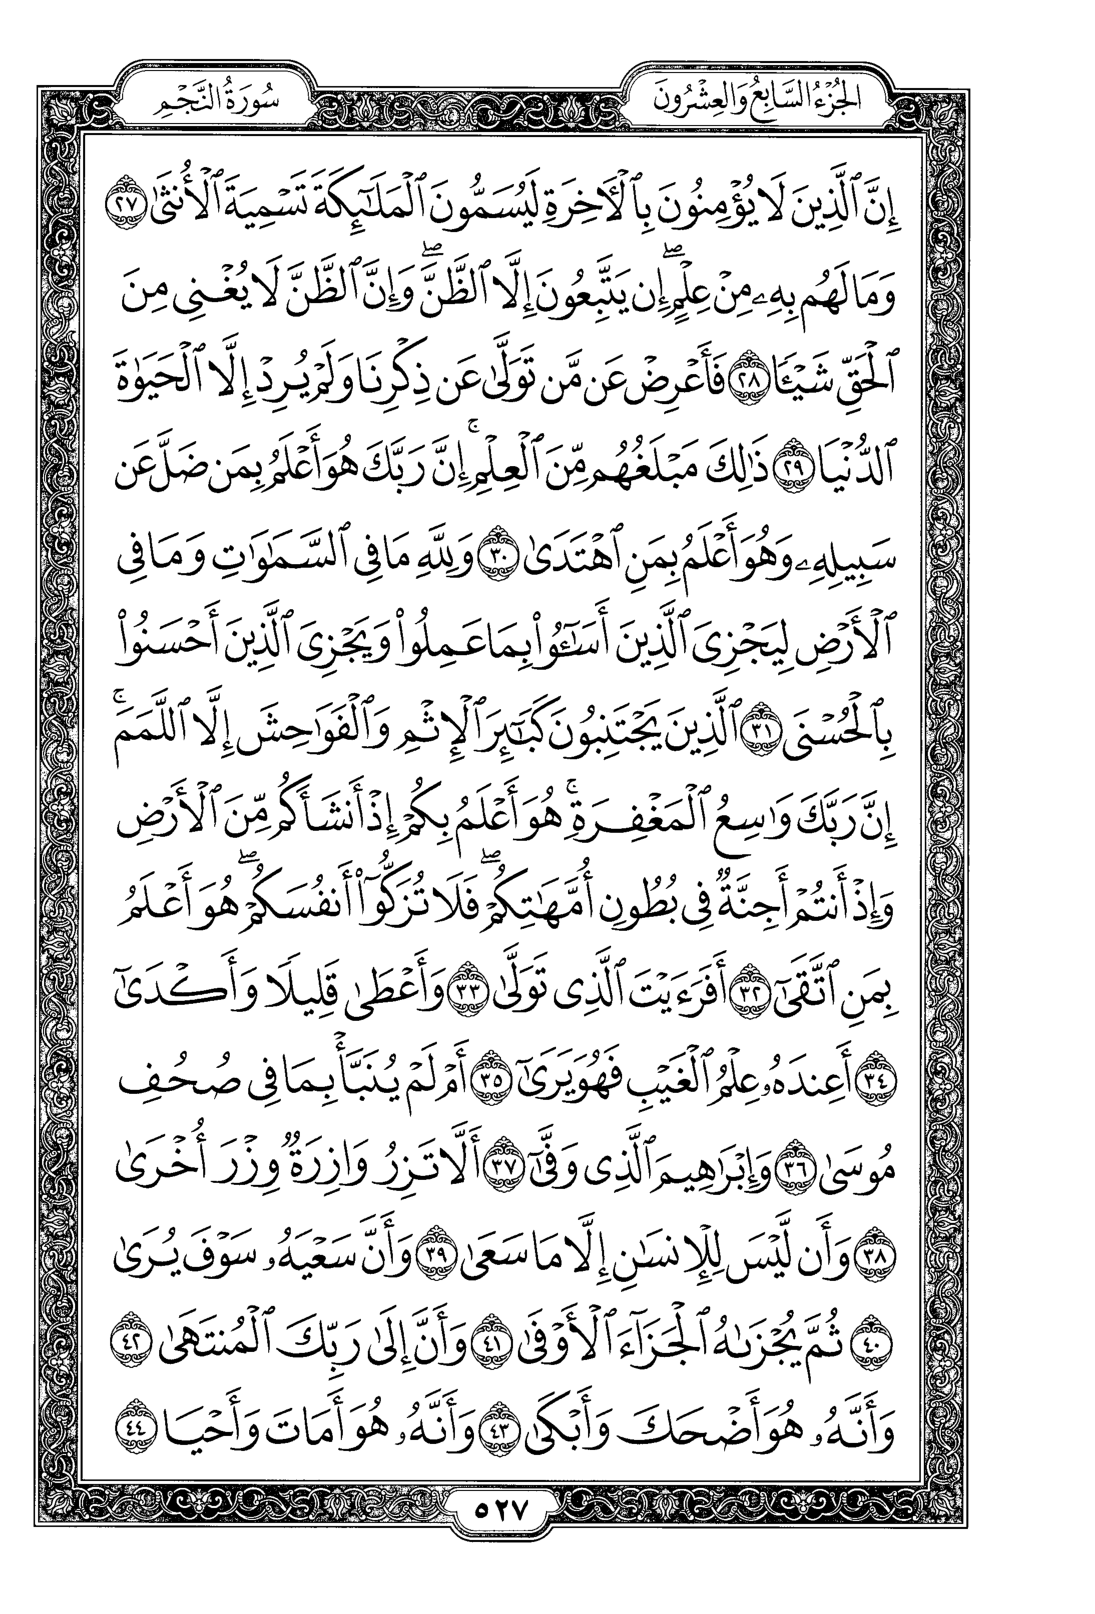 الجُزْءُ السَّابِعُ وَالعِشْرُونَ
سُورَةُ النَّجْمِ
إِنَّ ٱلَّذِينَ لَا يُؤْمِنُونَ بِٱلْأَخِرَةِ لَيُسَمُّونَ ٱلْمَلَٰٓئِكَةَ تَسْمِيَةَ ٱلْأُنثَىٰ ٢٧
وَمَا لَهُم بِهِۦ مِنْ عِلْمٍ ۖ إِن يَتَّبِعُونَ إِلَّا ٱلظَّنَّ ۖ وَإِنَّ ٱلظَّنَّ لَا يُغْنِى مِنَ
ٱلْحَقِّ شَيْـًٔا ٢٨ فَأَعْرِضْ عَن مَّن تَوَلَّىٰ عَن ذِكْرِنَا وَلَمْ يُرِدْ إِلَّا ٱلْحَيَوٰةَ
ٱلدُّنْيَا ٢٩ ذَٰلِكَ مَبْلَغُهُم مِّنَ ٱلْعِلْمِ ۚ إِنَّ رَبَّكَ هُوَ أَعْلَمُ بِمَن ضَلَّ عَن
سَبِيلِهِۦ وَهُوَ أَعْلَمُ بِمَنِ ٱهْتَدَىٰ ٣٠ وَلِلَّهِ مَا فِى ٱلسَّمَٰوَٰتِ وَمَا فِى
ٱلْأَرْضِ لِيَجْزِىَ ٱلَّذِينَ أَسَٰٓـُٔوا۟ بِمَا عَمِلُوا۟ وَيَجْزِىَ ٱلَّذِينَ أَحْسَنُوا۟
بِٱلْحُسْنَى ٣١ ٱلَّذِينَ يَجْتَنِبُونَ كَبَٰٓئِرَ ٱلْإِثْمِ وَٱلْفَوَٰحِشَ إِلَّا ٱللَّمَمَ ۚ
إِنَّ رَبَّكَ وَٰسِعُ ٱلْمَغْفِرَةِ ۚ هُوَ أَعْلَمُ بِكُمْ إِذْ أَنشَأَكُم مِّنَ ٱلْأَرْضِ
وَإِذْ أَنتُمْ أَجِنَّةٌ فِى بُطُونِ أُمَّهَٰتِكُمْ ۖ فَلَا تُزَكُّوٓا۟ أَنفُسَكُمْ ۖ هُوَ أَعْلَمُ
بِمَنِ ٱتَّقَىٰٓ ٣٢ أَفَرَءَيْتَ ٱلَّذِى تَوَلَّىٰ ٣٣ وَأَعْطَىٰ قَلِيلًا وَأَكْدَىٰٓ
٣٤ أَعِندَهُۥ عِلْمُ ٱلْغَيْبِ فَهُوَ يَرَىٰٓ ٣٥ أَمْ لَمْ يُنَبَّأْ بِمَا فِى صُحُفِ
مُوسَىٰ ٣٦ وَإِبْرَٰهِيمَ ٱلَّذِى وَفَّىٰٓ ٣٧ أَلَّا تَزِرُ وَازِرَةٌ وِزْرَ أُخْرَىٰ
٣٨ وَأَن لَّيْسَ لِلْإِنسَٰنِ إِلَّا مَا سَعَىٰ ٣٩ وَأَنَّ سَعْيَهُۥ سَوْفَ يُرَىٰ
٤٠ ثُمَّ يُجْزَىٰهُ ٱلْجَزَآءَ ٱلْأَوْفَىٰ ٤١ وَأَنَّ إِلَىٰ رَبِّكَ ٱلْمُنتَهَىٰ ٤٢
وَأَنَّهُۥ هُوَ أَضْحَكَ وَأَبْكَىٰ ٤٣ وَأَنَّهُۥ هُوَ أَمَاتَ وَأَحْيَا ٤٤
٥٢٧